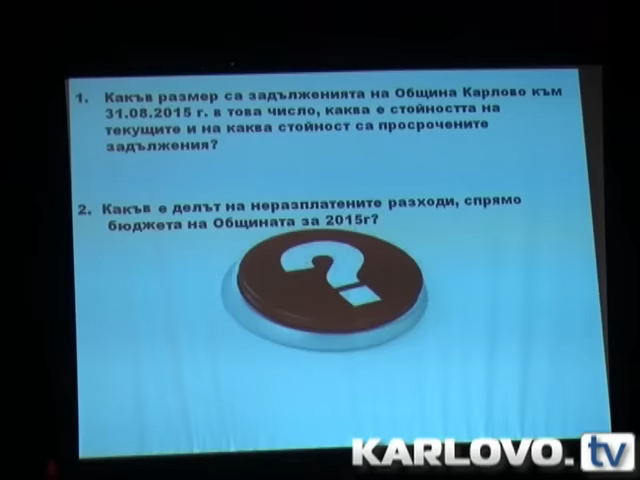 1. Какъв размер са задълженията на Община Карлово към
31.08.2015 г. в това число, каква е стойността на
текущите и на каква стойност са просрочените
задължения?
2. Какъв е делът на неразплатените разходи, спрямо
бюджета на Общината за 2015г?
?
KARLOVO.tv